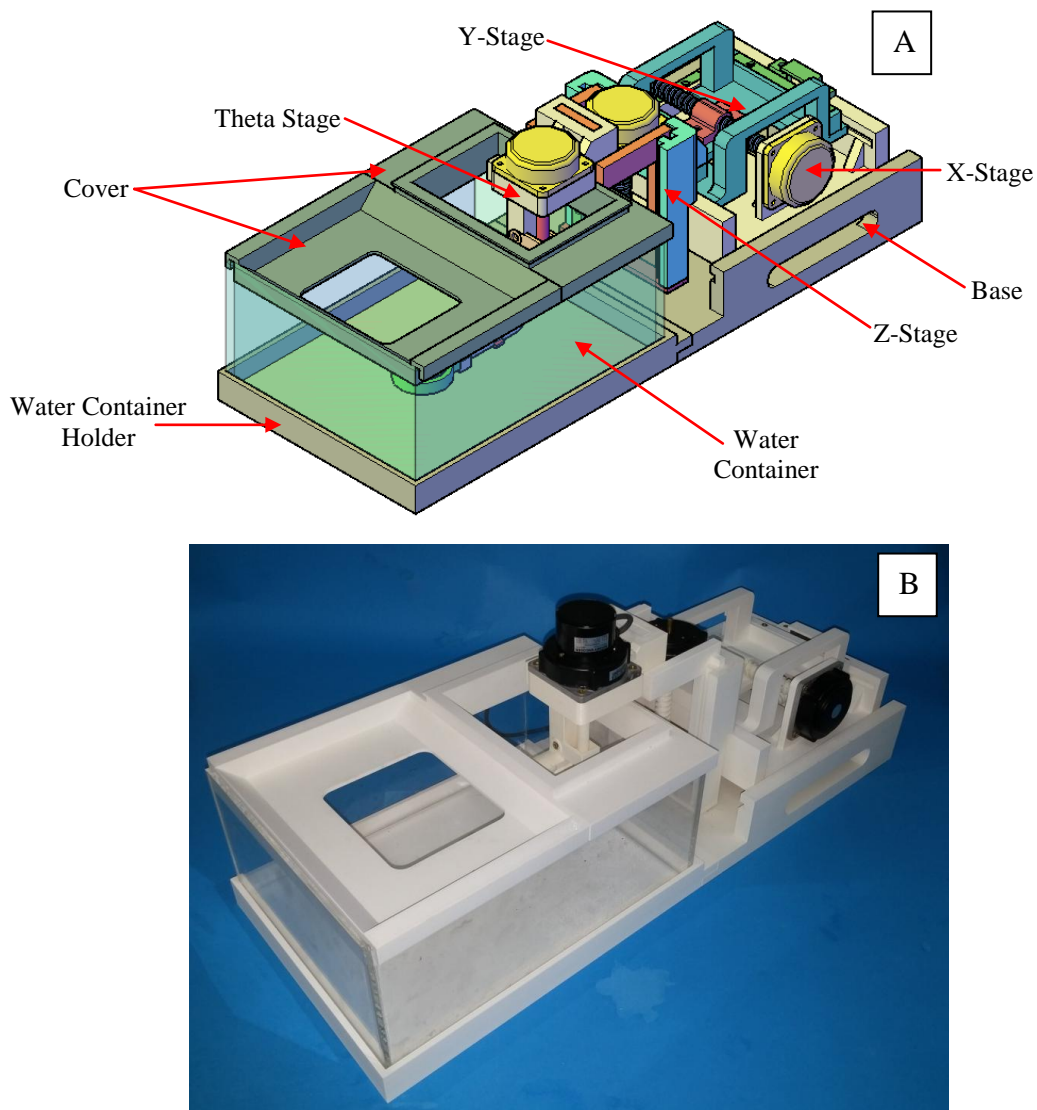 A
Y-Stage
Theta Stage
Cover
X-Stage
Base
Z-Stage
Water Container
Holder
Water
Container
B